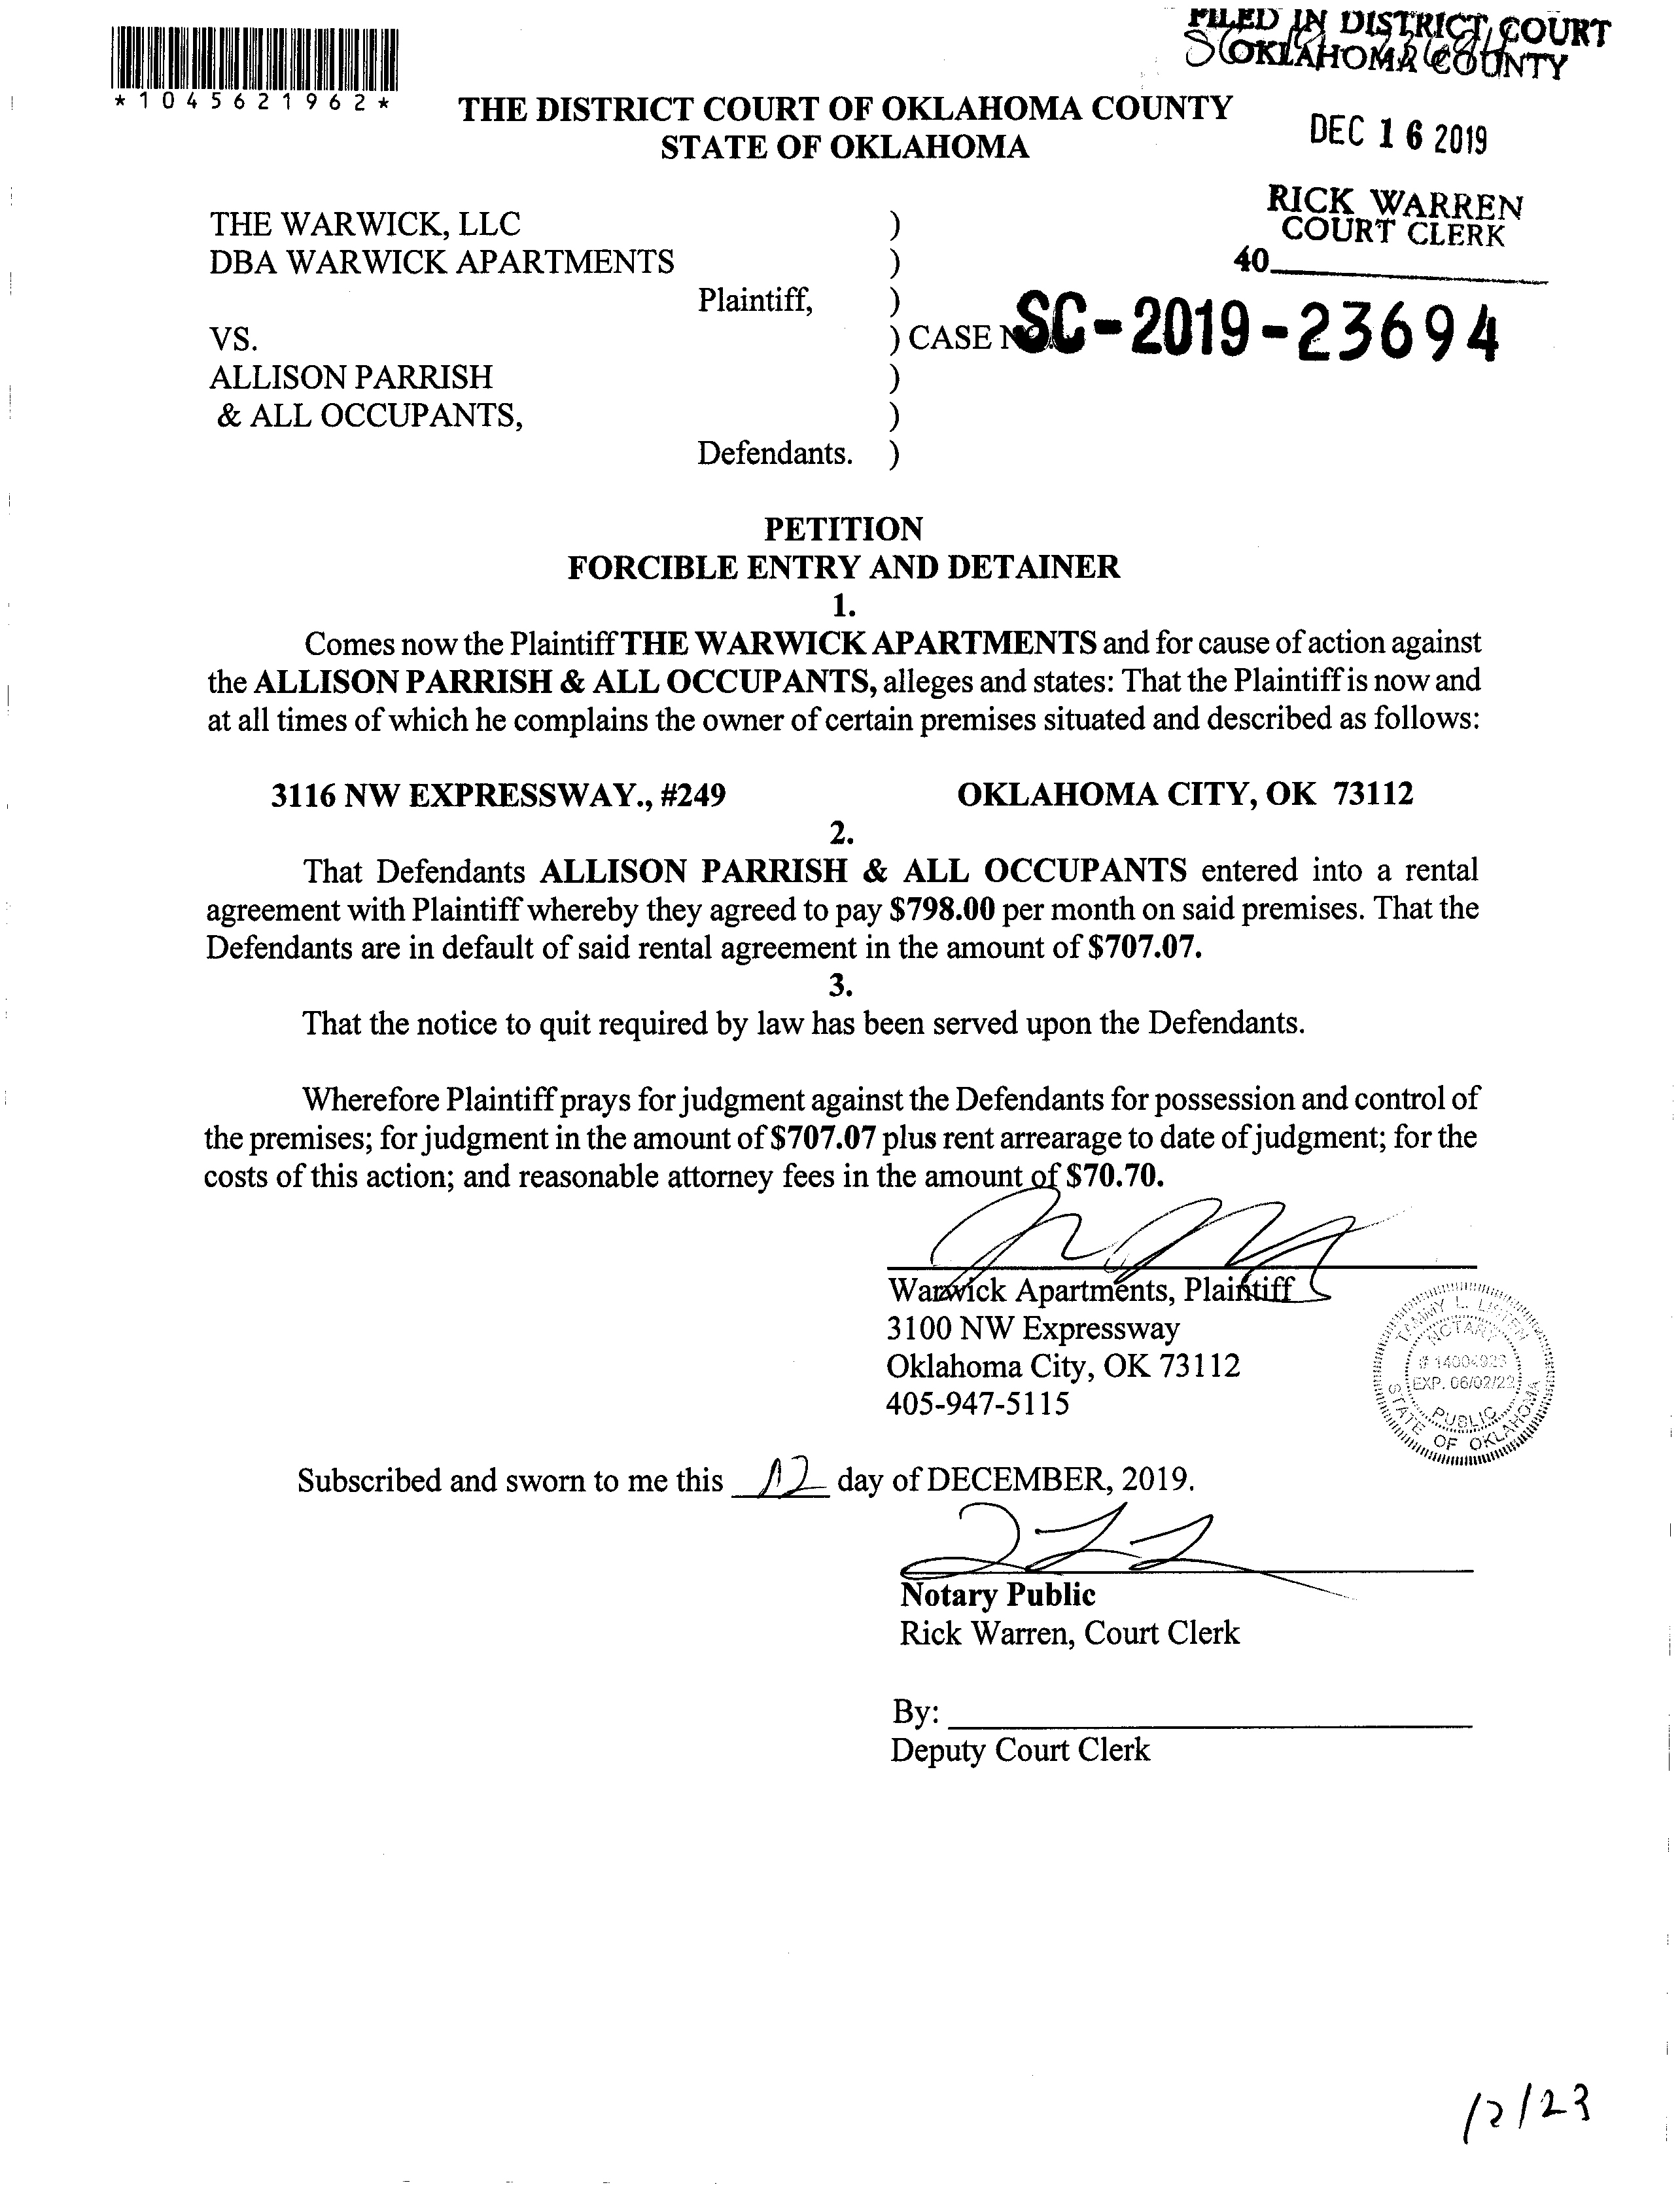 FILED IN DISTRICT COURT
OKLAHOMA COUNTY
*1045621962*
THE DISTRICT COURT OF OKLAHOMA COUNTY
STATE OF OKLAHOMA
DEC 16 2019
RICK WARREN
COURT CLERK
40
THE WARWICK, LLC )
DBA WARWICK APARTMENTS )
Plaintiff, )
VS. ) CASE NO. SC-2019-23694
ALLISON PARRISH )
& ALL OCCUPANTS, )
Defendants. )
PETITION
FORCIBLE ENTRY AND DETAINER
1.
Comes now the Plaintiff THE WARWICK APARTMENTS and for cause of action against
the ALLISON PARRISH & ALL OCCUPANTS, alleges and states: That the Plaintiff is now and
at all times of which he complains the owner of certain premises situated and described as follows:
3116 NW EXPRESSWAY., #249 OKLAHOMA CITY, OK 73112
2.
That Defendants ALLISON PARRISH & ALL OCCUPANTS entered into a rental
agreement with Plaintiff whereby they agreed to pay $798.00 per month on said premises. That the
Defendants are in default of said rental agreement in the amount of $707.07.
3.
That the notice to quit required by law has been served upon the Defendants.
Wherefore Plaintiff prays for judgment against the Defendants for possession and control of
the premises; for judgment in the amount of $707.07 plus rent arrearage to date of judgment; for the
costs of this action; and reasonable attorney fees in the amount of $70.70.
Warwick Apartments, Plaintiff
3100 NW Expressway
Oklahoma City, OK 73112
405-947-5115
TAMMY L.
NOTARY
EXP. 06/02/22
PUBLIC
STATE OF OKLAHOMA
Subscribed and sworn to me this 12 day of DECEMBER, 2019.
Notary Public
Rick Warren, Court Clerk
By:
Deputy Court Clerk
12/23